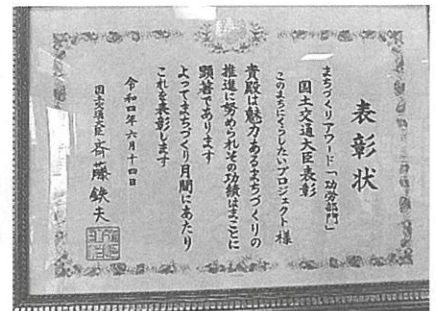 表彰状
まちづくりアワード「功労部門」
国土交通大臣表彰
このまちにくらしたいプロジェクト様
貴殿は魅力あるまちづくりの
推進に努められその功績はまことに
顕著であります
よってまちづくり月間にあたり
これを表彰します
令和四年六月十四日
国土交通大臣 斉藤鉄夫